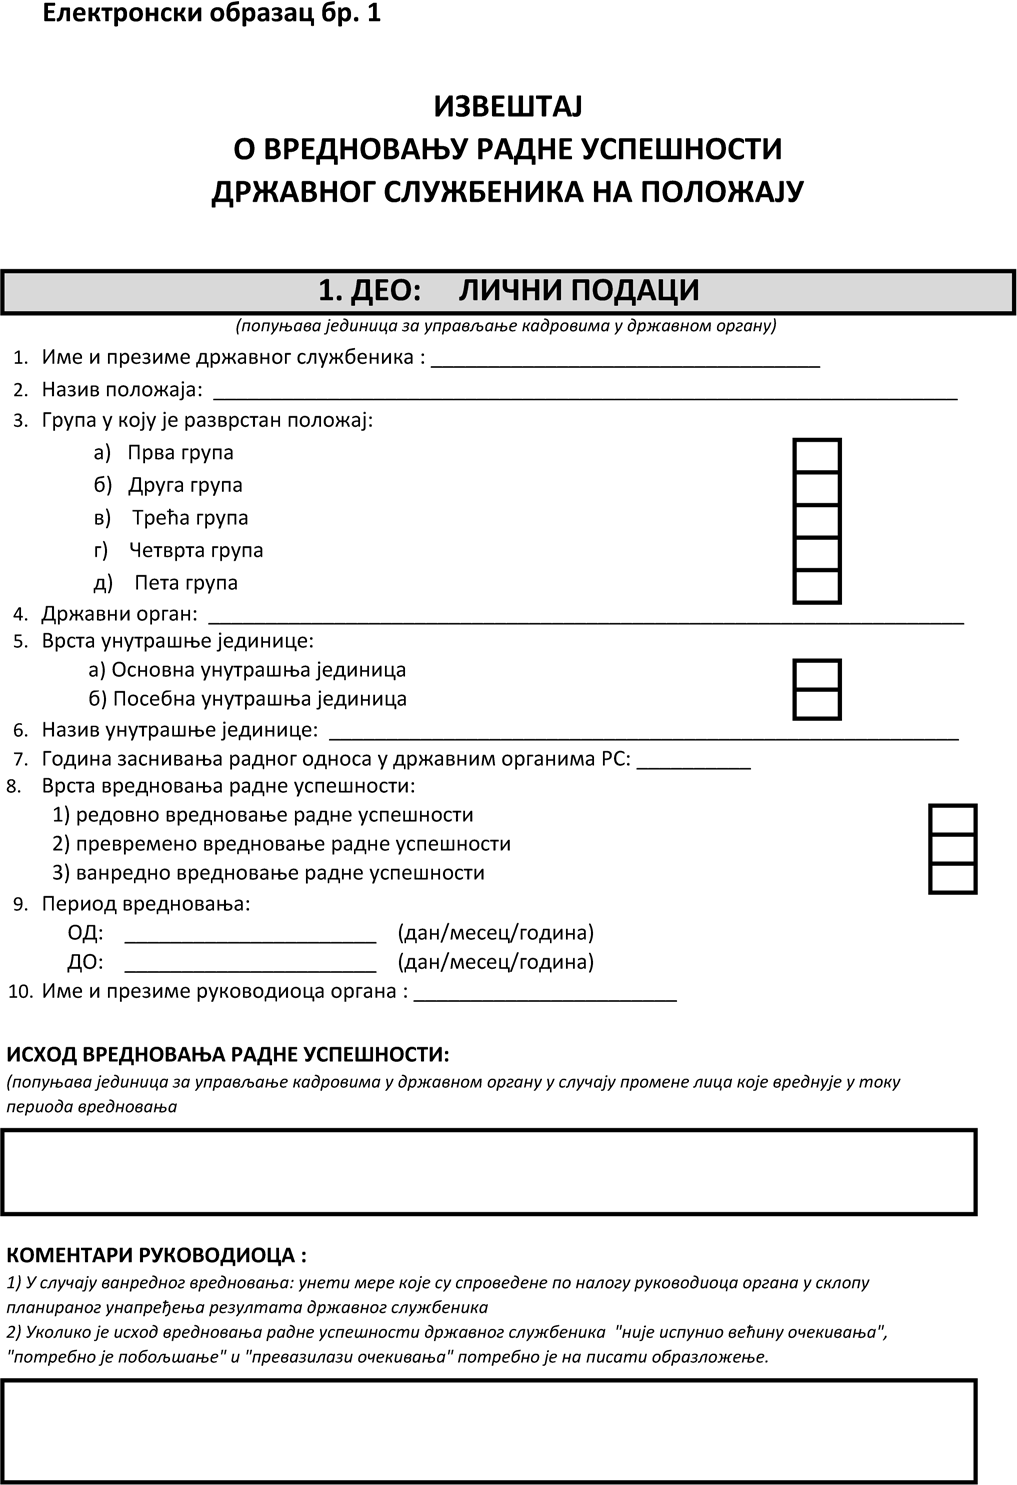 Електронски образац бр. 1
ИЗВЕШТАЈ
О ВРЕДНОВАЊУ РАДНЕ УСПЕШНОСТИ
ДРЖАВНОГ СЛУЖБЕНИКА НА ПОЛОЖАЈУ
1. ДЕО: ЛИЧНИ ПОДАЦИ
(попуњава јединица за управљање кадровима у државном органу)
1. Име и презиме државног службеника : ___________________________________
2. Назив положаја: ___________________________________________________________________
3. Група у коју је разврстан положај:
а) Прва група
б) Друга група
в) Трећа група
г) Четврта група
д) Пета група
4. Државни орган: ____________________________________________________________________
5. Врста унутрашње јединице:
а) Основна унутрашња јединица
б) Посебна унутрашња јединица
6. Назив унутрашње јединице: _________________________________________________________
7. Година заснивања радног односа у државним органима РС: __________
8. Врста вредновања радне успешности:
1) редовно вредновање радне успешности
2) превремено вредновање радне успешности
3) ванредно вредновање радне успешности
9. Период вредновања:
ОД: _______________________ (дан/месец/година)
ДО: _______________________ (дан/месец/година)
10. Име и презиме руководиоца органа : ________________________
ИСХОД ВРЕДНОВАЊА РАДНЕ УСПЕШНОСТИ:
(попуњава јединица за управљање кадровима у државном органу у случају промене лица које вреднује у току
периода вредновања
КОМЕНТАРИ РУКОВОДИОЦА :
1) У случају ванредног вредновања: унети мере које су спроведене по налогу руководиоца органа у склопу
планираног унапређења резултата државног службеника
2) Уколико је исход вредновања радне успешности државног службеника "није испунио већину очекивања",
"потребно је побољшање" и "превазилази очекивања" потребно је на писати образложење.